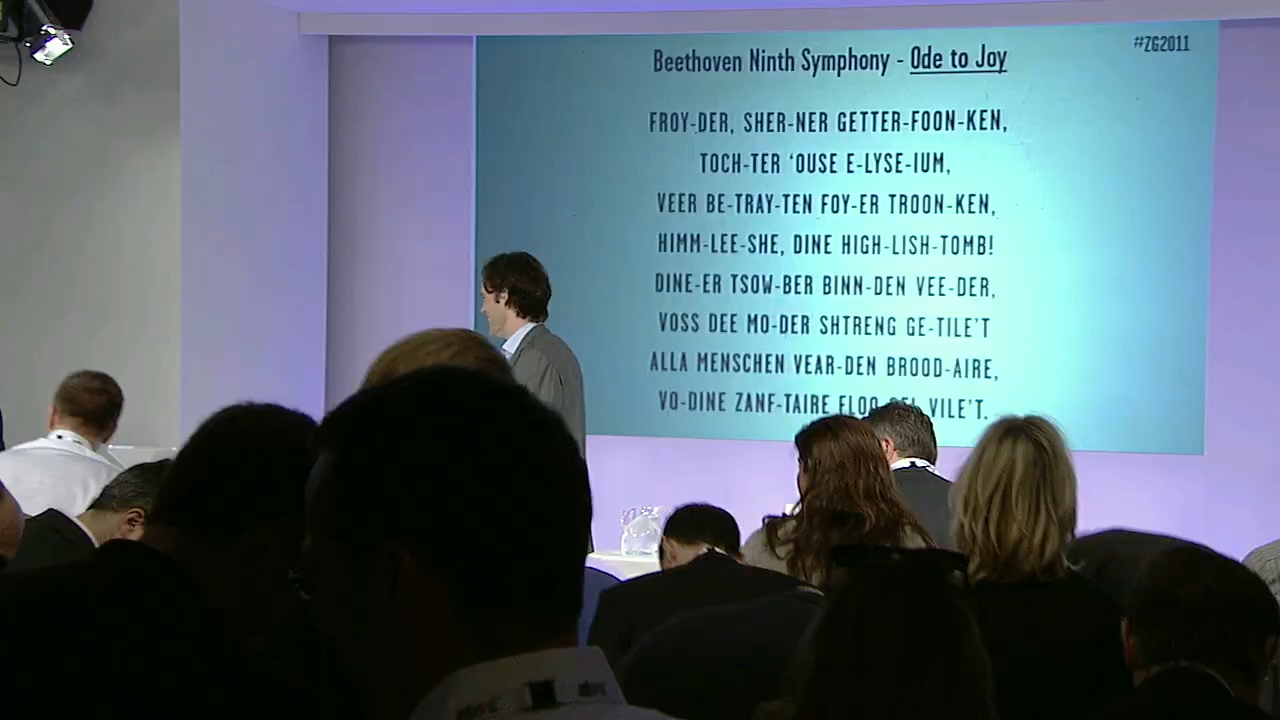 #ZG2011
Beethoven Ninth Symphony - Ode to Joy
FROY-DER, SHER-NER GETTER-FOON-KEN,
TOCH-TER ‘OUSE E-LYSE-IUM,
VEER BE-TRAY-TEN FOY-ER TROON-KEN,
HIMM-LEE-SHE, DINE HIGH-LISH-TOMB!
DINE-ER TSOW-BER BINN-DEN VEE-DER,
VOSS DEE MO-DER SHTRENG GE-TILE’T
ALLA MENSCHEN VEAR-DEN BROOD-AIRE,
VO-DINE ZANF-TAIRE VILE’T.